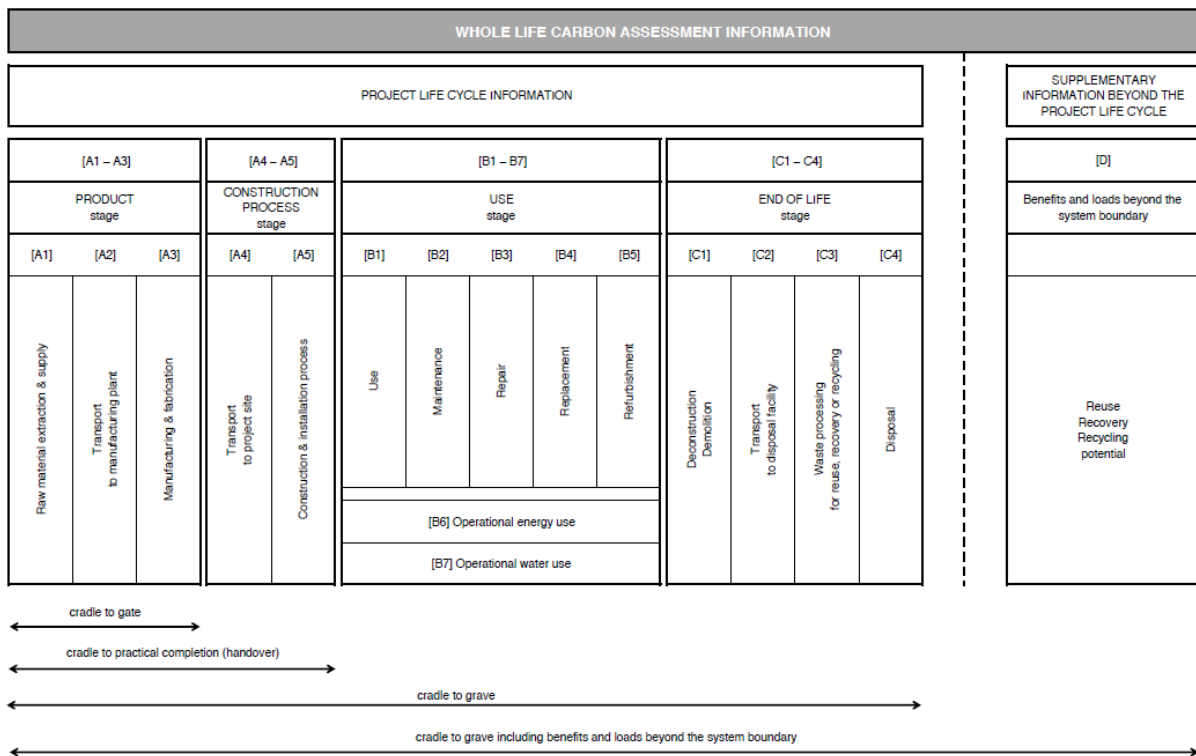 WHOLE LIFE CARBON ASSESSMENT INFORMATION
PROJECT LIFE CYCLE INFORMATION
SUPPLEMENTARY
INFORMATION BEYOND THE
PROJECT LIFE CYCLE
[A1 – A3]
[A4 – A5]
[B1 – B7]
[C1 – C4]
[D]
PRODUCT
stage
CONSTRUCTION
PROCESS
stage
USE
stage
END OF LIFE
stage
Benefits and loads beyond the
system boundary
[A1]
[A2]
[A3]
[A4]
[A5]
[B1]
[B2]
[B3]
[B4]
[B5]
[C1]
[C2]
[C3]
[C4]
Raw material extraction & supply
Transport
to manufacturing plant
Manufacturing & fabrication
Transport
to project site
Construction & installation process
Use
Maintenance
Repair
Replacement
Refurbishment
[B6] Operational energy use
[B7] Operational water use
Deconstruction
Demolition
Transport
to disposal facility
Waste processing
for reuse, recovery or recycling
Disposal
Reuse
Recovery
Recycling
potential
cradle to gate
cradle to practical completion (handover)
cradle to grave
cradle to grave including benefits and loads beyond the system boundary